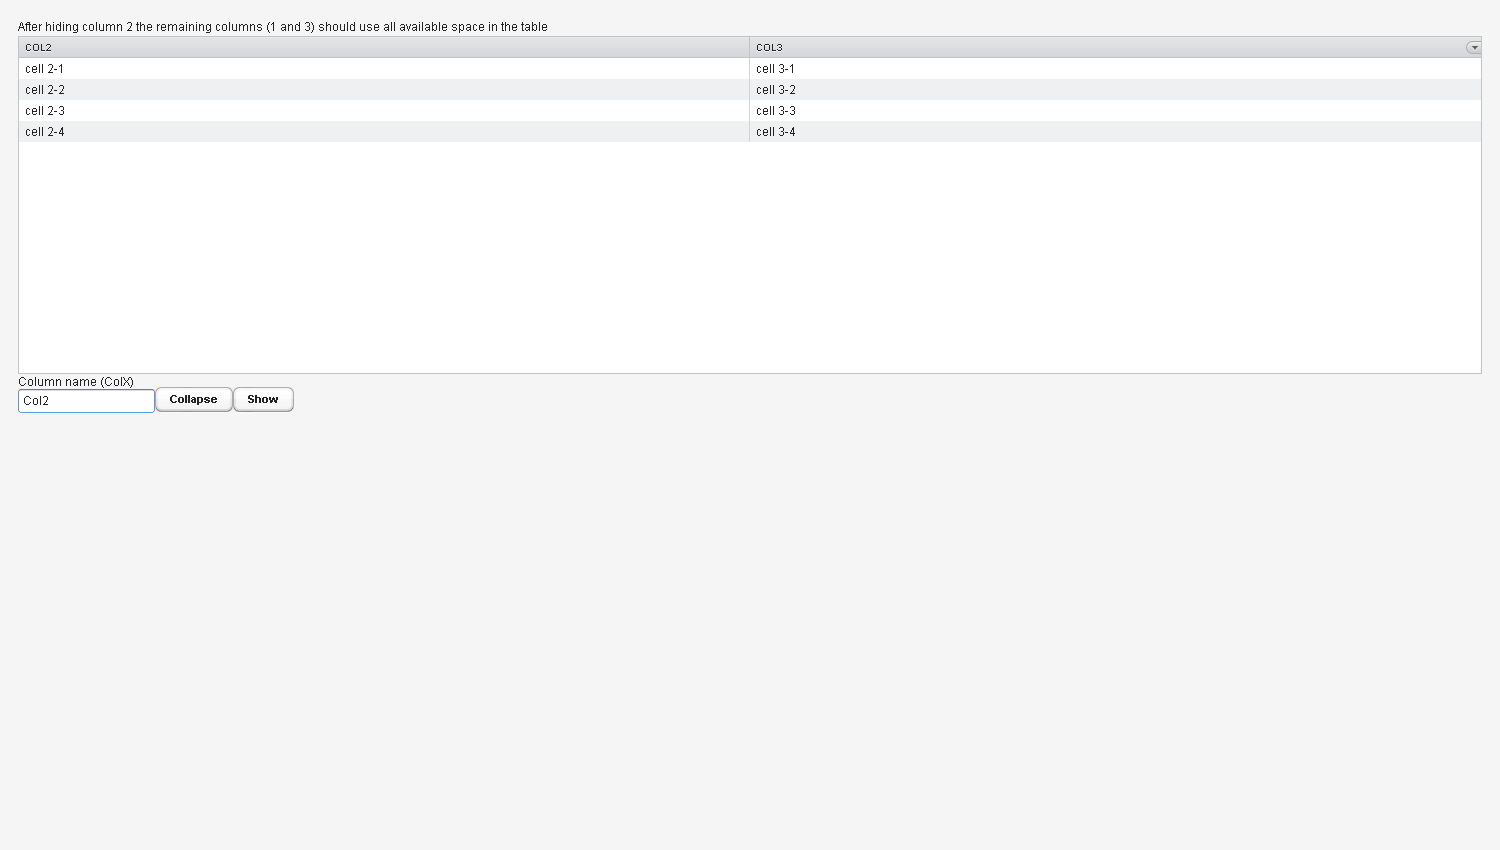 After hiding column 2 the remaining columns (1 and 3) should use all available space in the table
COL2 COL3
cell 2-1 cell 3-1
cell 2-2 cell 3-2
cell 2-3 cell 3-3
cell 2-4 cell 3-4
Column name (ColX)
Col2 Collapse Show